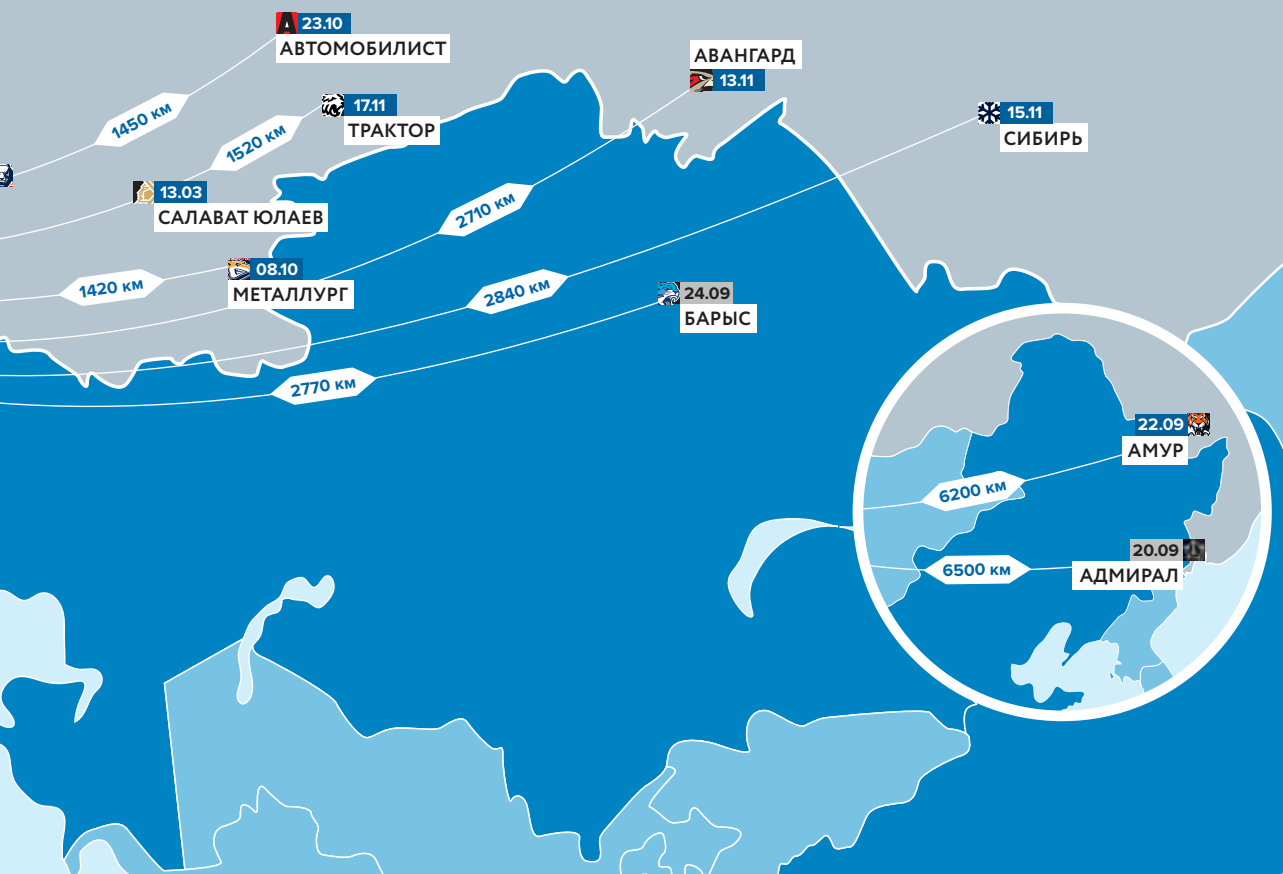 23.10
АВТОМОБИЛИСТ
АВАНГАРД
13.11
1450 км
17.11
ТРАКТОР
15.11
СИБИРЬ
1520 км
13.03
САЛАВАТ ЮЛАЕВ
2710 км
08.10
МЕТАЛЛУРГ
1420 км
2840 км
24.09
БАРЫС
2770 км
22.09
АМУР
6200 км
20.09
АДМИРАЛ
6500 км